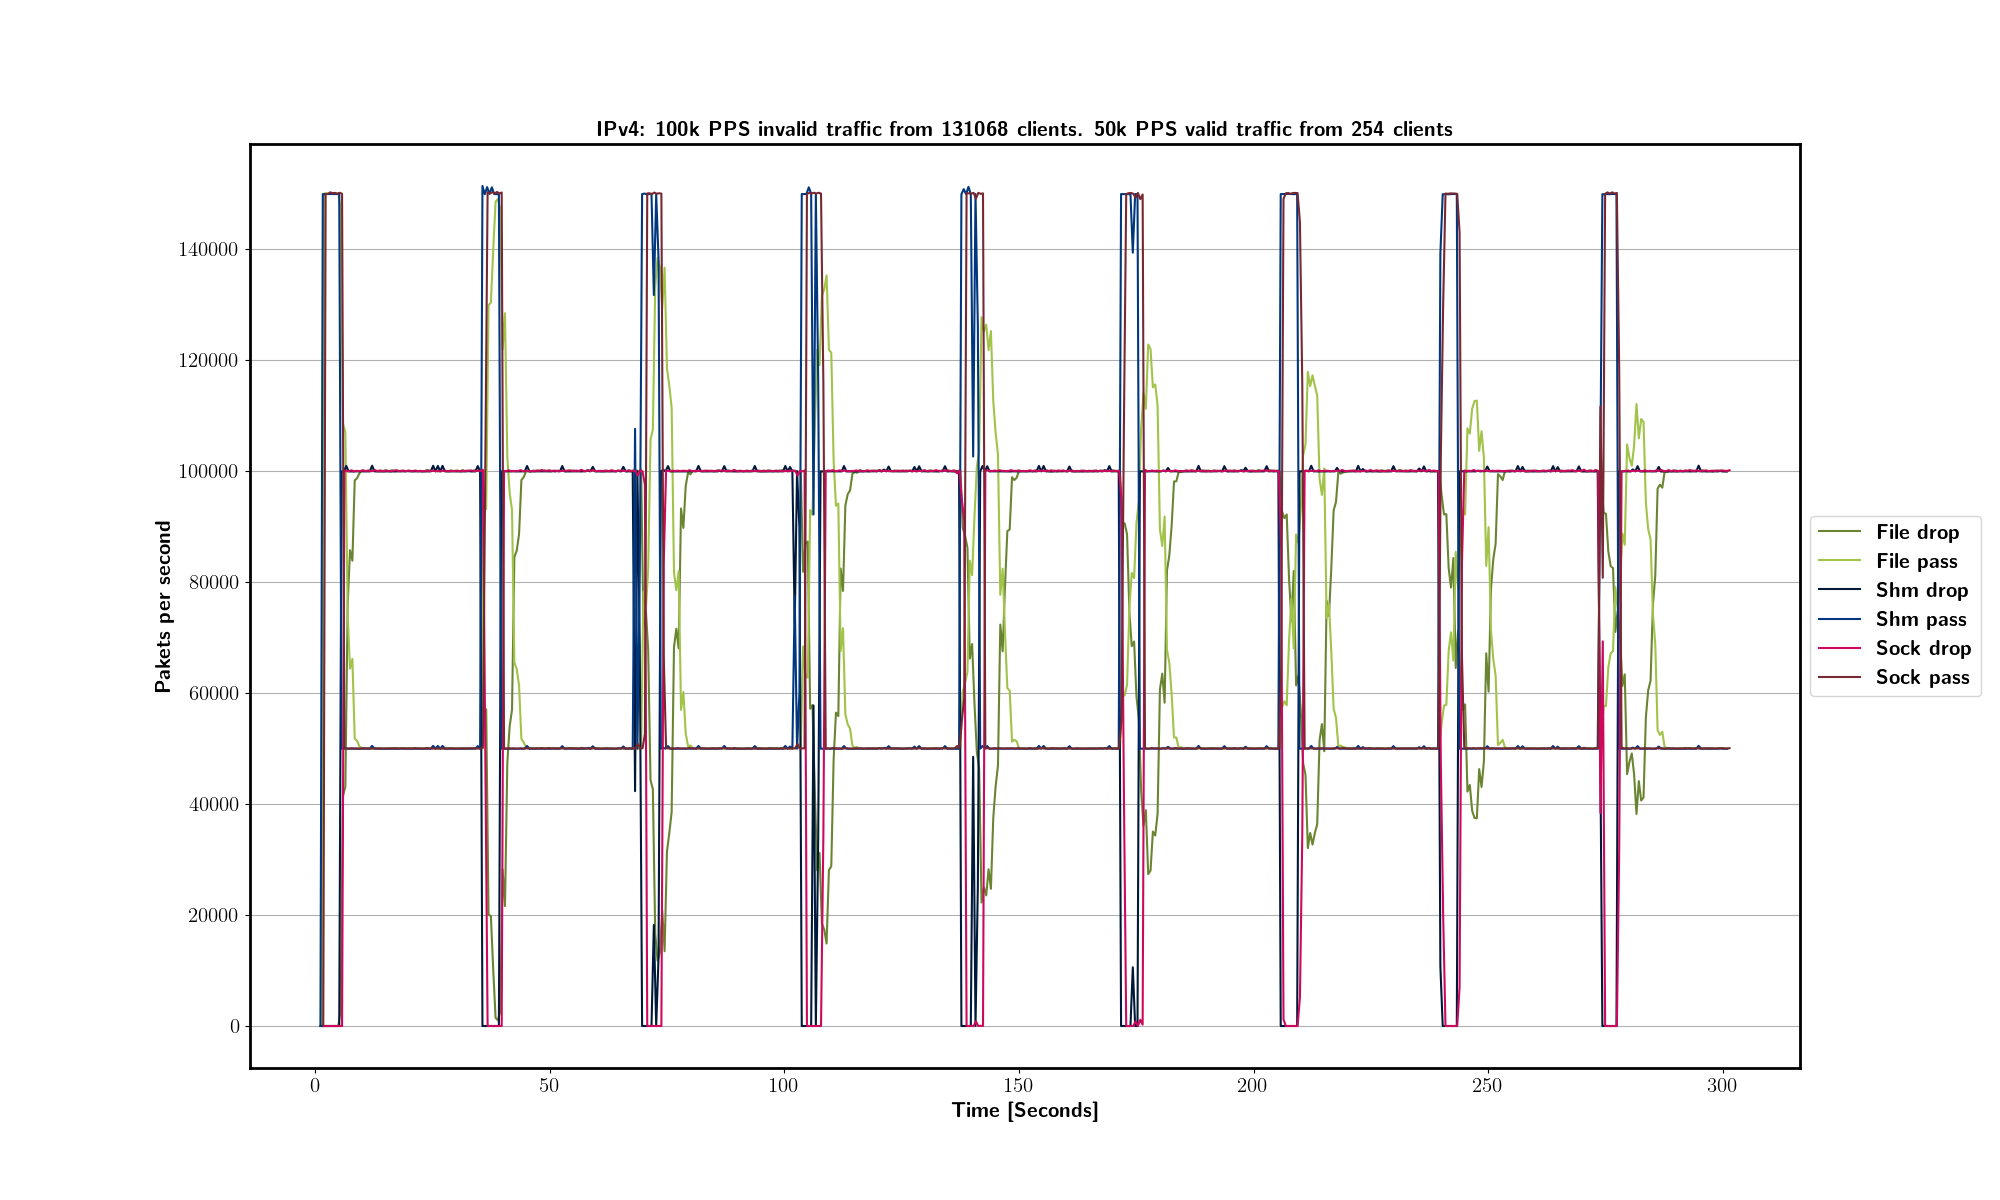 IPv4: 100k PPS invalid traffic from 131068 clients. 50k PPS valid traffic from 254 clients
140000
120000
100000
80000
60000
40000
20000
0
Pakets per second
0 50 100 150 200 250 300
Time [Seconds]
File drop
File pass
Shm drop
Shm pass
Sock drop
Sock pass